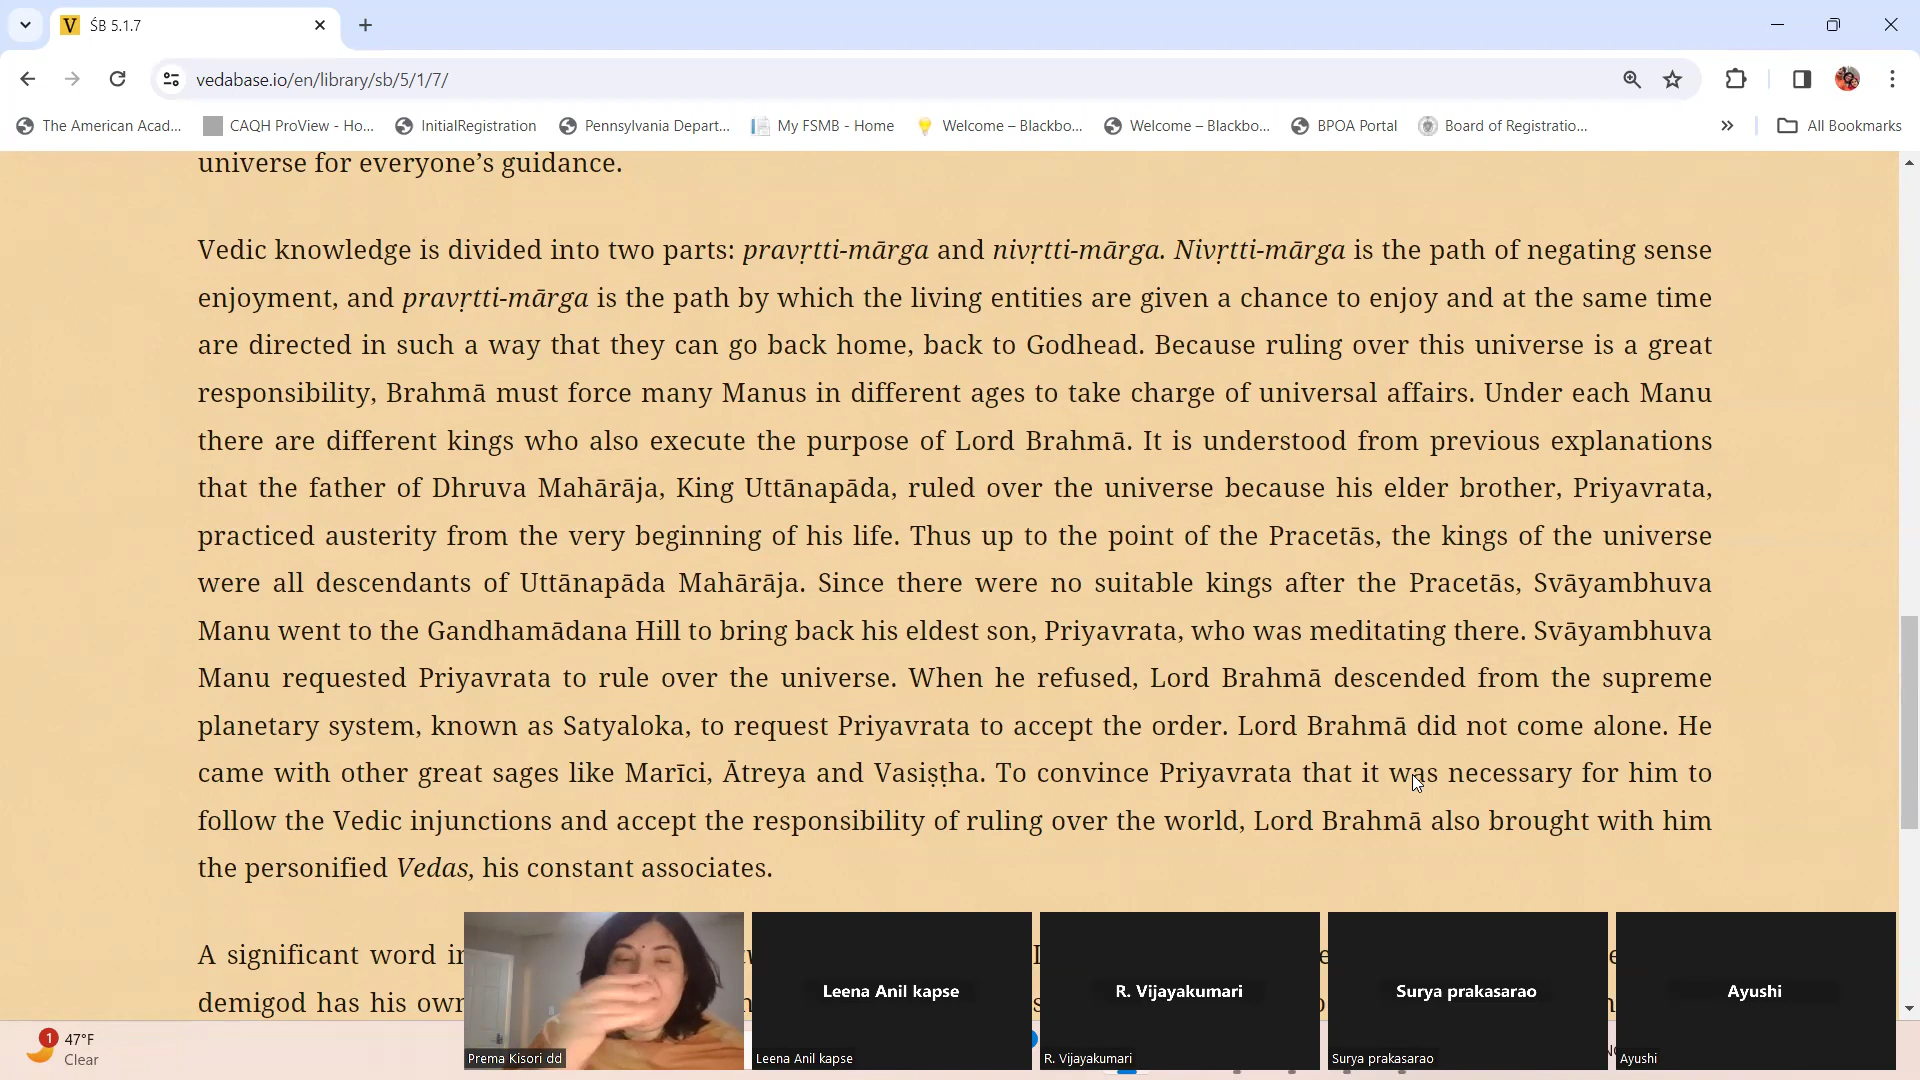 ŚB 5.1.7
vedabase.io/en/library/sb/5/1/7/
The American Acad...
CAQH ProView - Ho...
InitialRegistration
Pennsylvania Depart...
My FSMB - Home
Welcome – Blackbo...
Welcome – Blackbo...
BPOA Portal
Board of Registratio...
All Bookmarks
universe for everyone’s guidance.
Vedic knowledge is divided into two parts: pravṛtti-mārga and nivṛtti-mārga. Nivṛtti-mārga is the path of negating sense
enjoyment, and pravṛtti-mārga is the path by which the living entities are given a chance to enjoy and at the same time
are directed in such a way that they can go back home, back to Godhead. Because ruling over this universe is a great
responsibility, Brahmā must force many Manus in different ages to take charge of universal affairs. Under each Manu
there are different kings who also execute the purpose of Lord Brahmā. It is understood from previous explanations
that the father of Dhruva Mahārāja, King Uttānapāda, ruled over the universe because his elder brother, Priyavrata,
practiced austerity from the very beginning of his life. Thus up to the point of the Pracetās, the kings of the universe
were all descendants of Uttānapāda Mahārāja. Since there were no suitable kings after the Pracetās, Svāyambhuva
Manu went to the Gandhamādana Hill to bring back his eldest son, Priyavrata, who was meditating there. Svāyambhuva
Manu requested Priyavrata to rule over the universe. When he refused, Lord Brahmā descended from the supreme
planetary system, known as Satyaloka, to request Priyavrata to accept the order. Lord Brahmā did not come alone. He
came with other great sages like Marīci, Ātreya and Vasiṣṭha. To convince Priyavrata that it was necessary for him to
follow the Vedic injunctions and accept the responsibility of ruling over the world, Lord Brahmā also brought with him
the personified Vedas, his constant associates.
A significant word
demigod has his
Leena Anil kapse
R. Vijayakumari
Surya prakasarao
Ayushi
Prema Kisori dd
Leena Anil kapse
R. Vijayakumari
Surya prakasarao
Ayushi
1
47°F
Clear